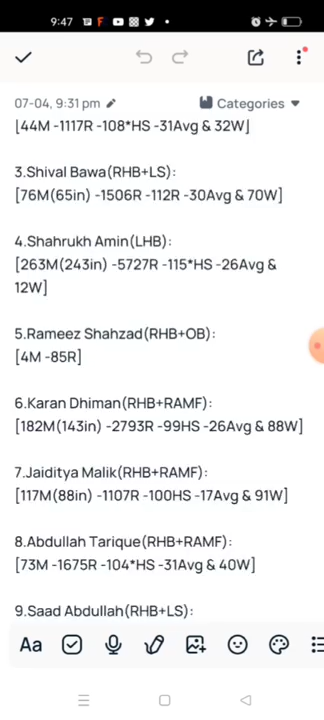 9:47
07-04, 9:31 pm
Categories
[44M -1117R -108*HS -31Avg & 32W]
3.Shival Bawa(RHB+LS):
[76M(65in) -1506R -112R -30Avg & 70W]
4.Shahrukh Amin(LHB):
[263M(243in) -5727R -115*HS -26Avg &
12W]
5.Rameez Shahzad(RHB+OB):
[4M -85R]
6.Karan Dhiman(RHB+RAMF):
[182M(143in) -2793R -99HS -26Avg & 88W]
7.Jaiditya Malik(RHB+RAMF):
[117M(88in) -1107R -100HS -17Avg & 91W]
8.Abdullah Tarique(RHB+RAMF):
[73M -1675R -104*HS -31Avg & 40W]
9.Saad Abdullah(RHB+LS):
Aa